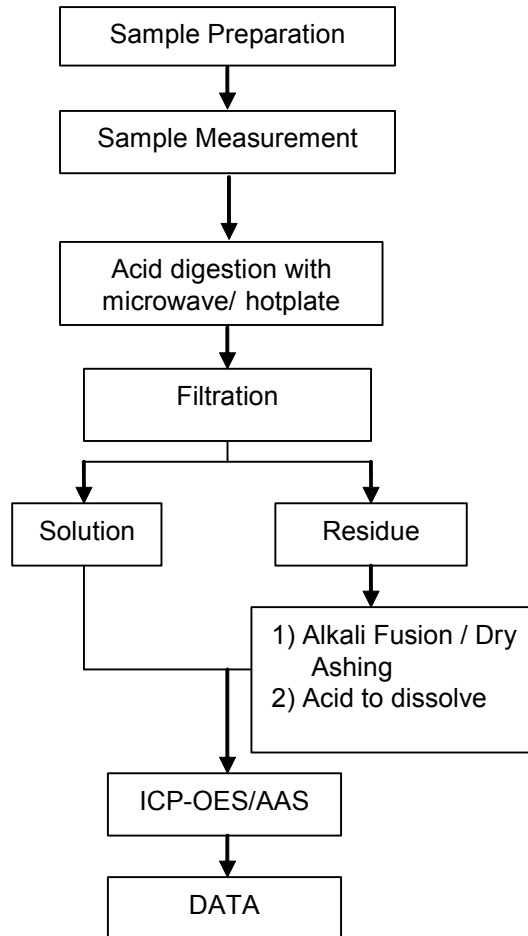 Sample Preparation
Sample Measurement
Acid digestion with
microwave/ hotplate
Filtration
Solution
Residue
1) Alkali Fusion / Dry
Ashing
2) Acid to dissolve
ICP-OES/AAS
DATA